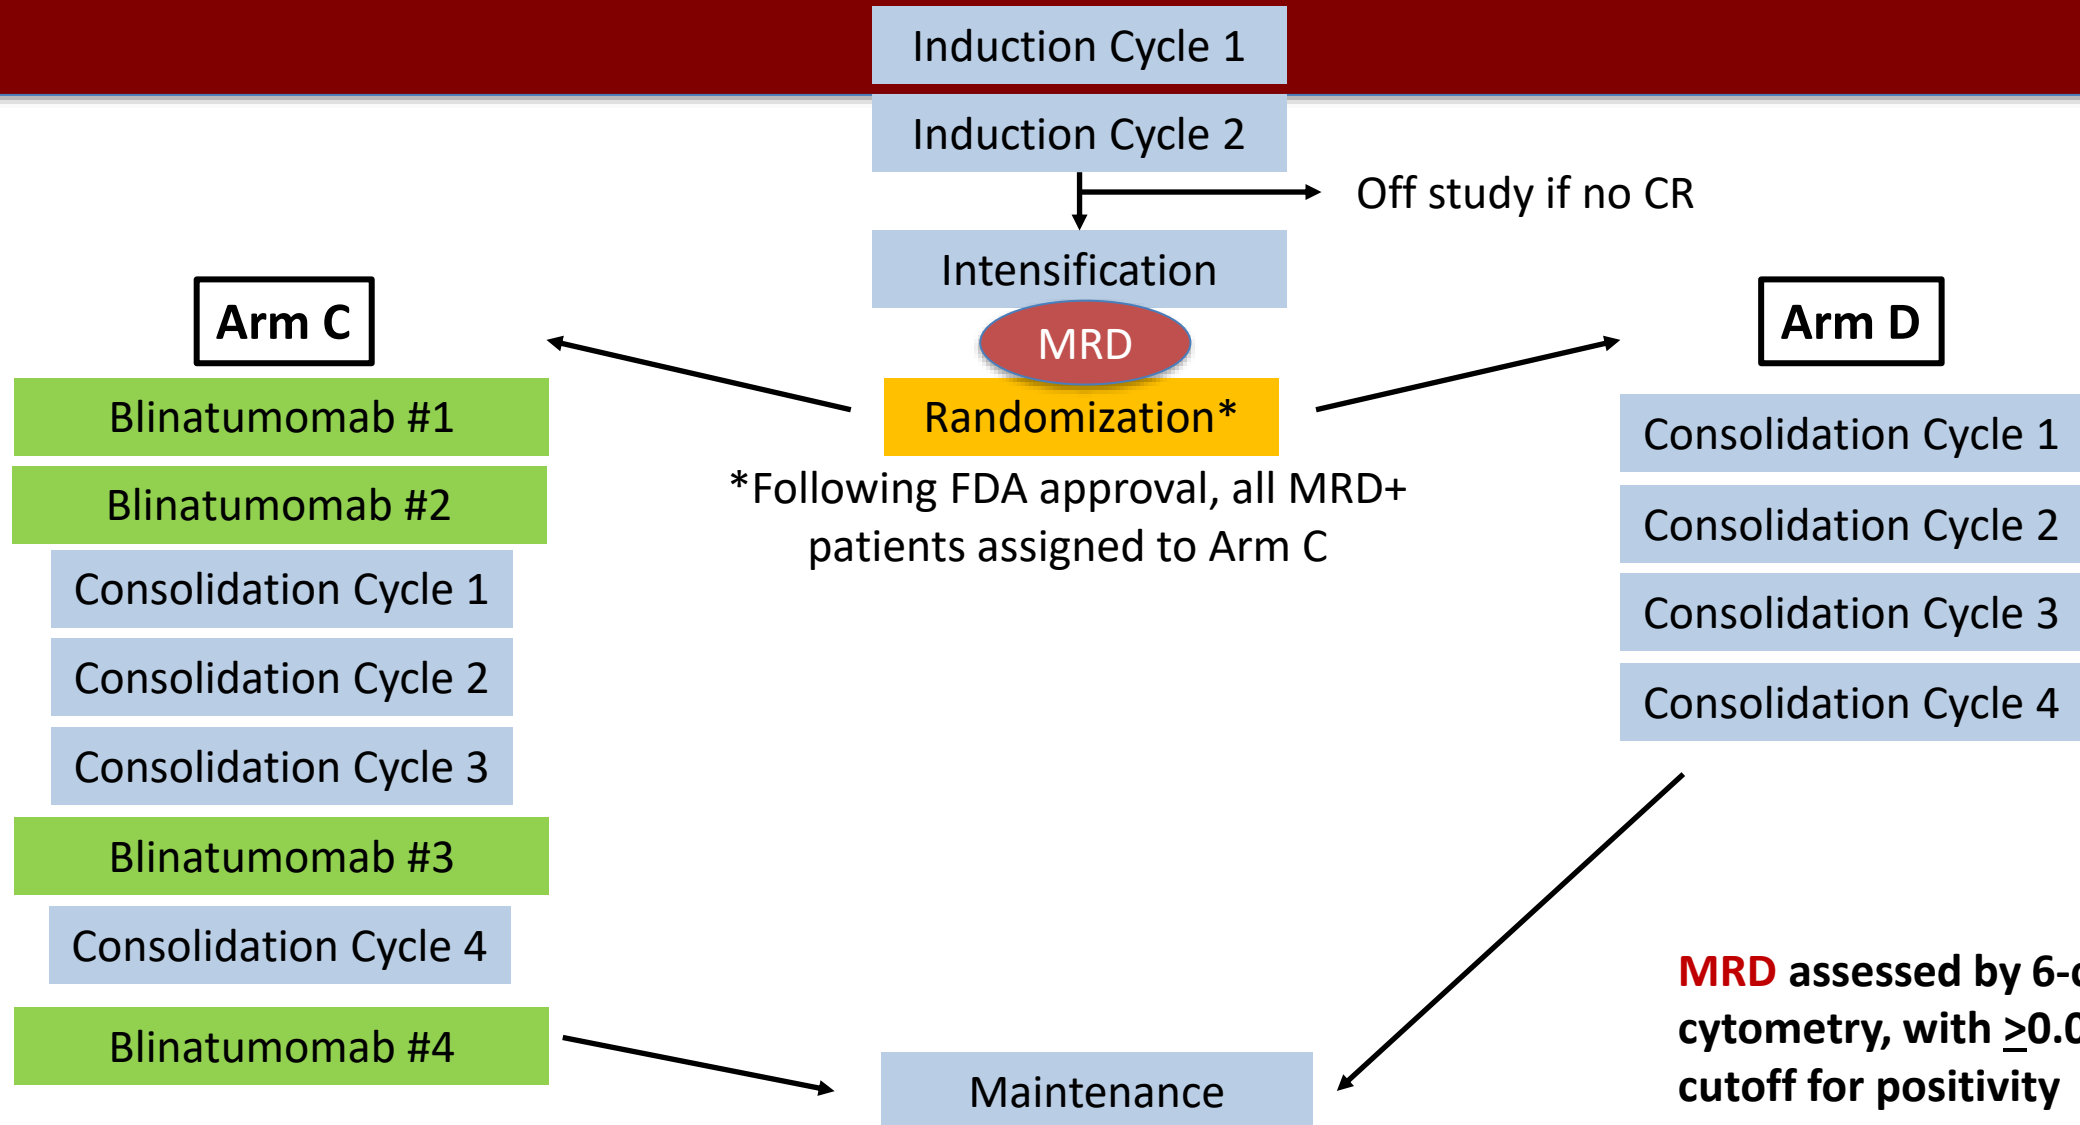 Induction Cycle 1
Induction Cycle 2
Off study if no CR
Intensification
MRD
Randomization*
*Following FDA approval, all MRD+
patients assigned to Arm C
Arm C
Blinatumomab #1
Blinatumomab #2
Consolidation Cycle 1
Consolidation Cycle 2
Consolidation Cycle 3
Blinatumomab #3
Consolidation Cycle 4
Blinatumomab #4
Arm D
Consolidation Cycle 1
Consolidation Cycle 2
Consolidation Cycle 3
Consolidation Cycle 4
Maintenance
MRD assessed by
cytometry, with
cutoff for positivity